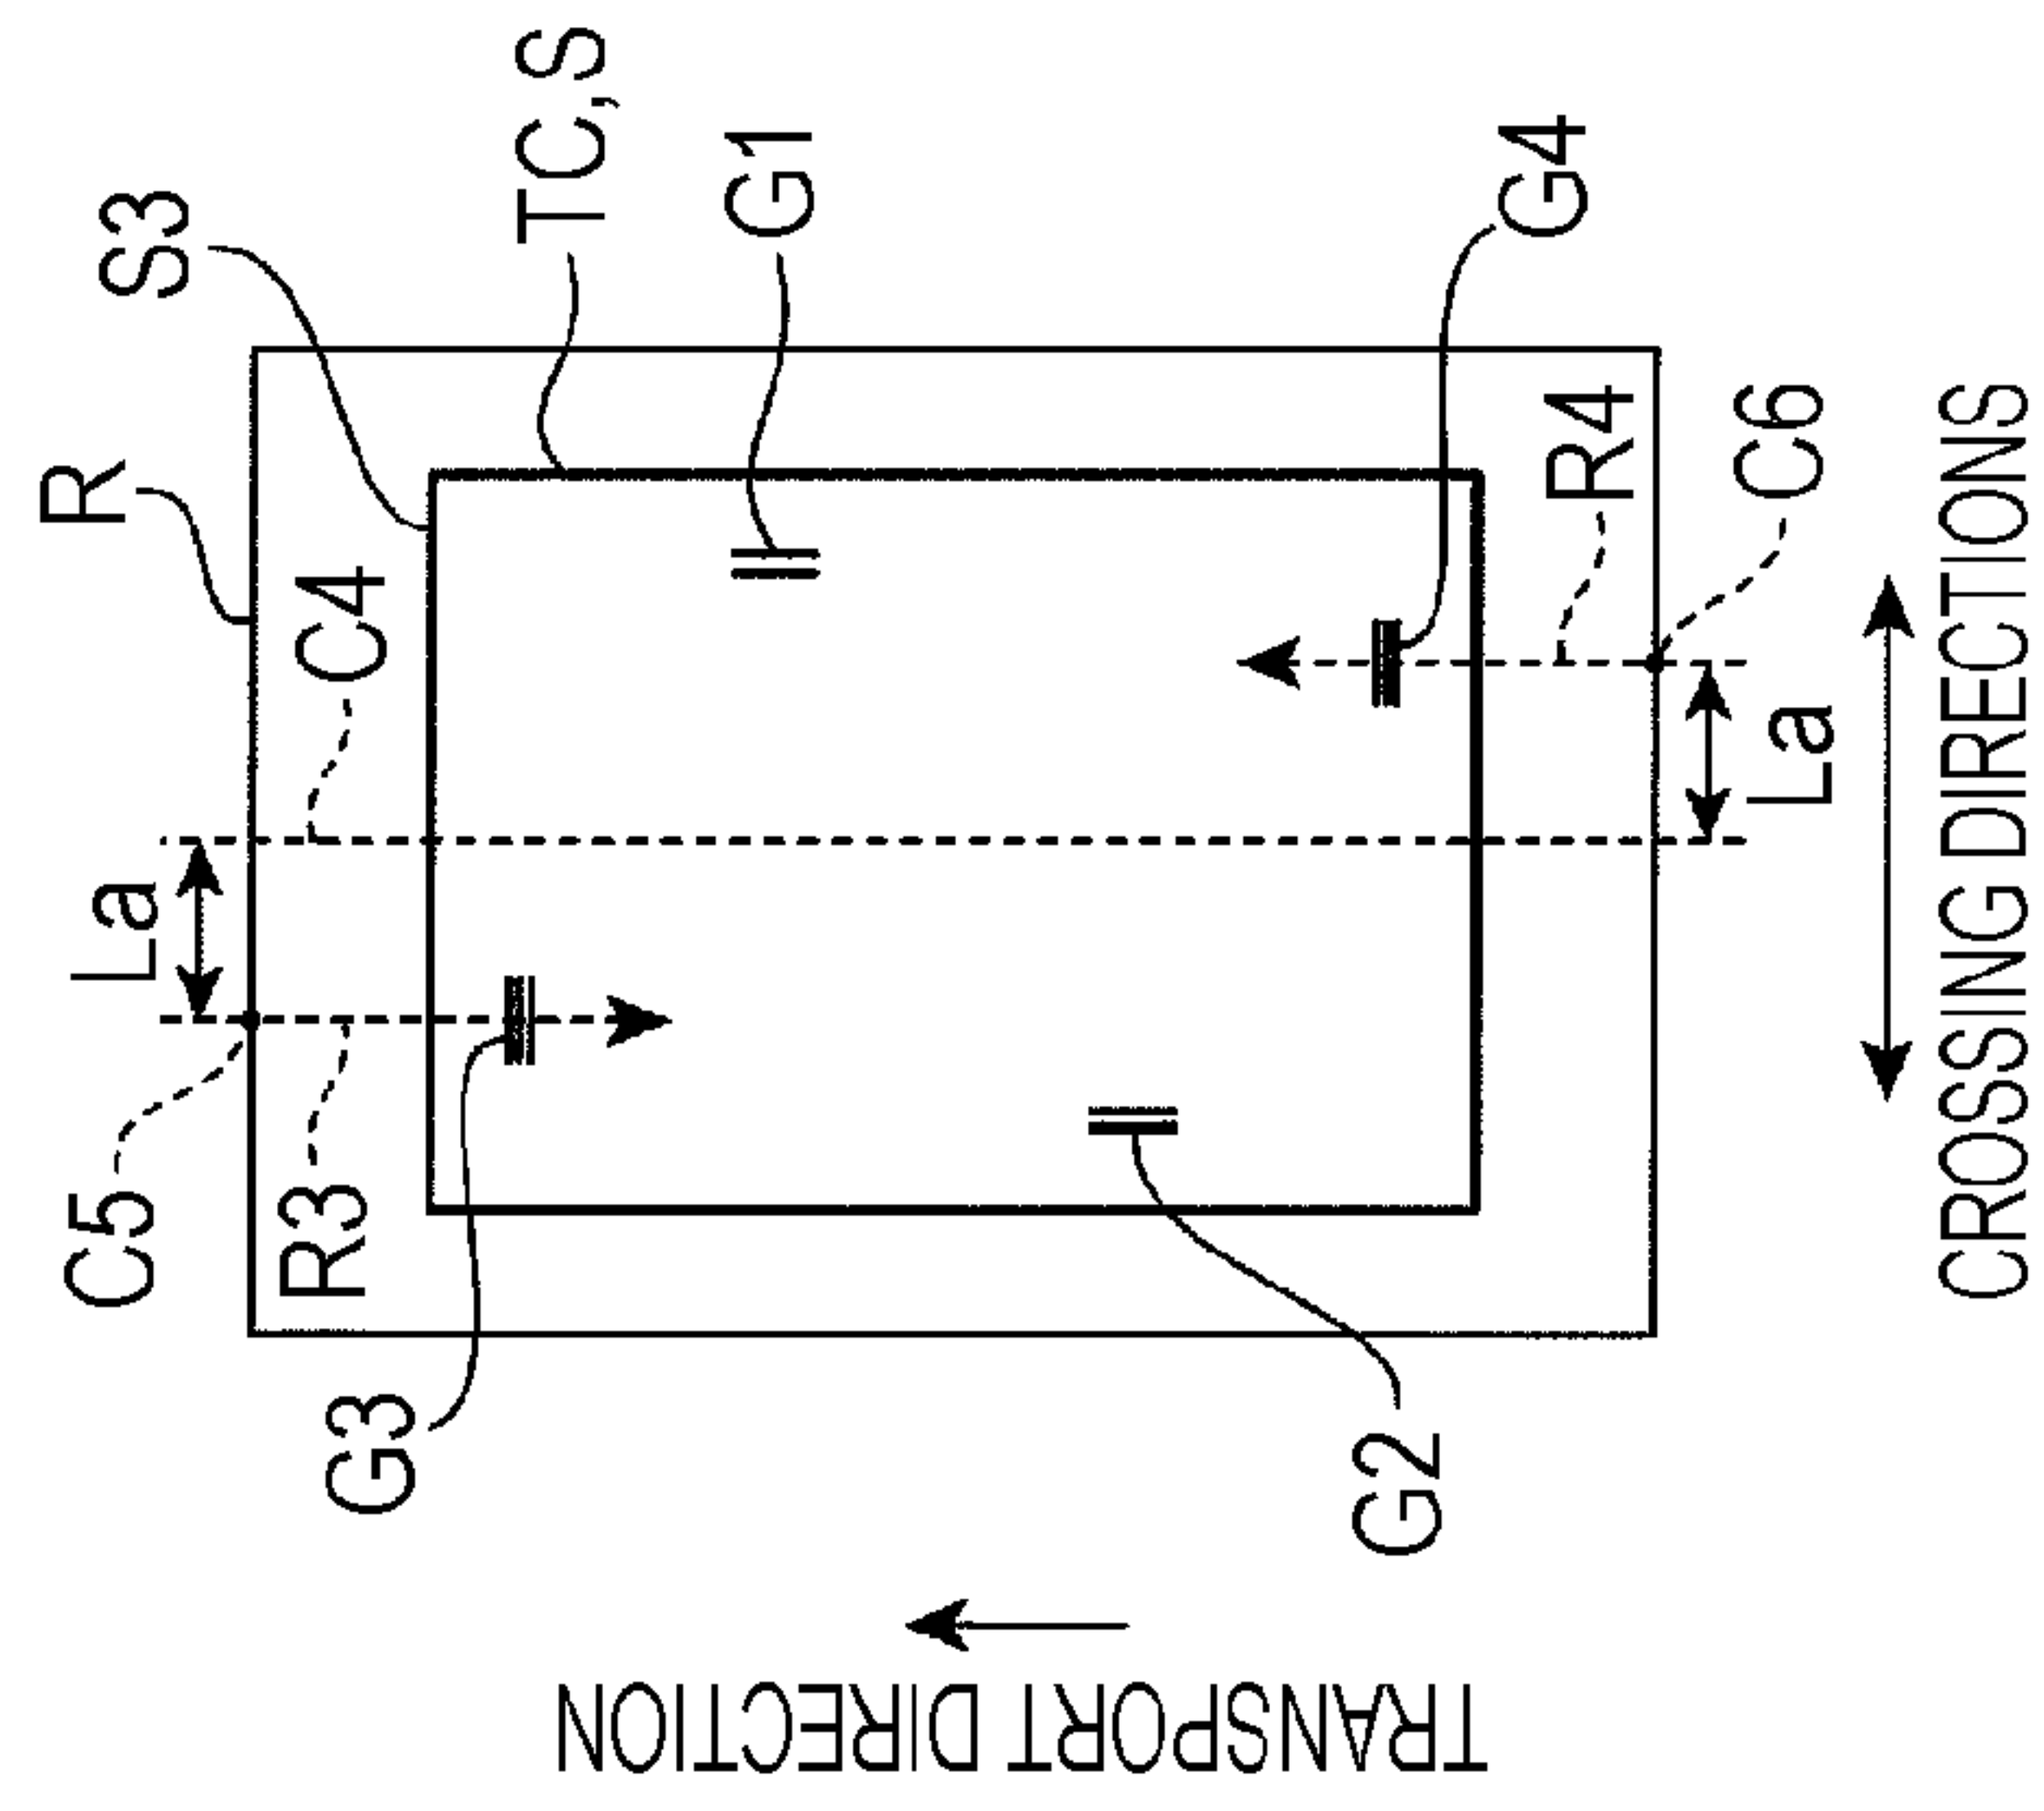 C5
La
R
S3
G3
R3
C4
TC,S
G1
TRANSPORT DIRECTION
G2
G4
R4
La
C6
CROSSING DIRECTIONS